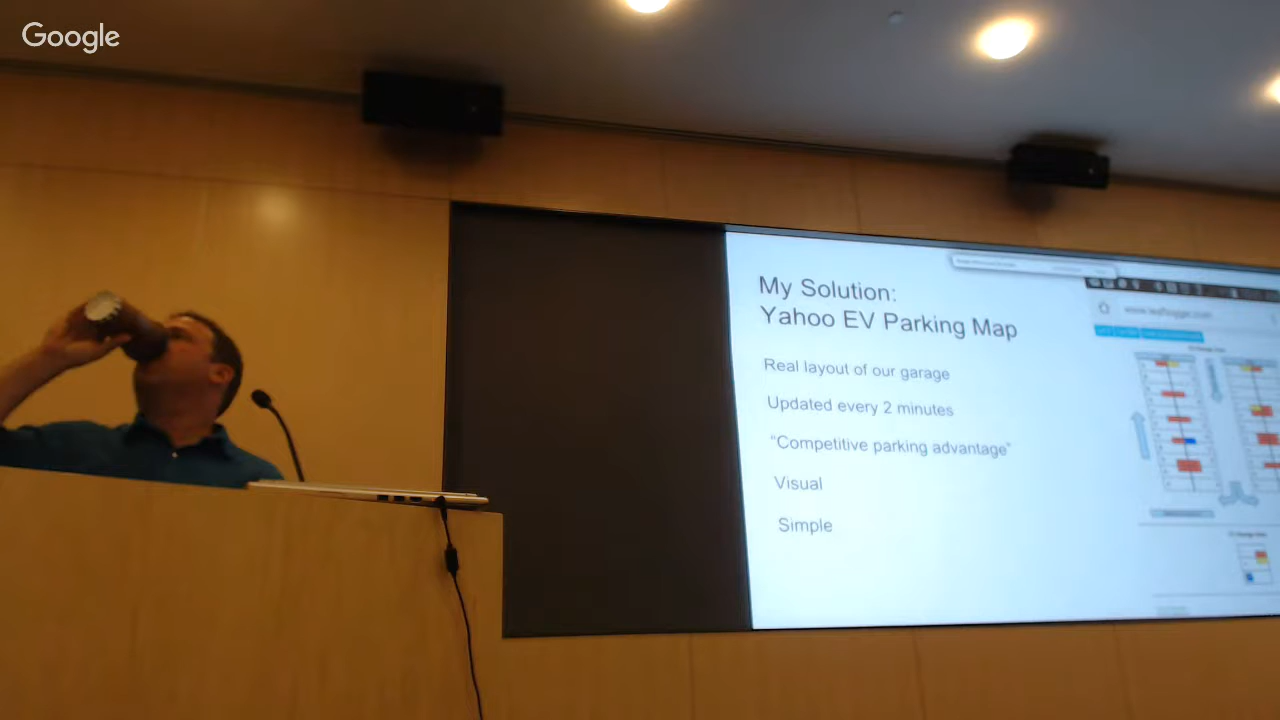 Google
My Solution:
Yahoo EV Parking Map
Real layout of our garage
Updated every 2 minutes
"Competitive parking advantage"
Visual
Simple